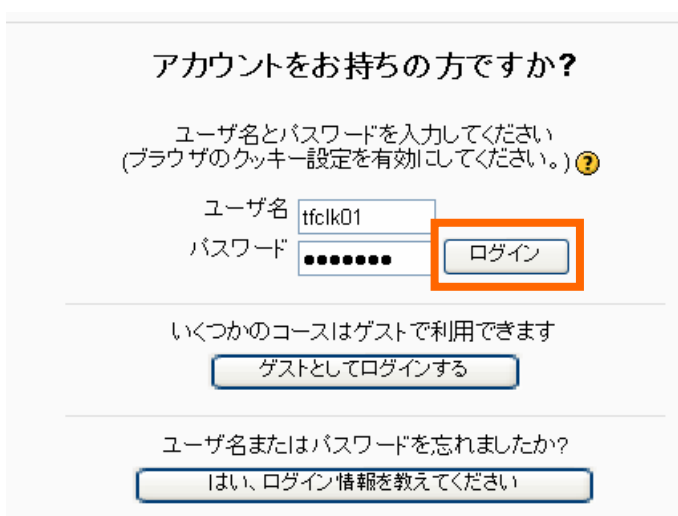 アカウントをお持ちの方ですか?
ユーザ名とパスワードを入力してください
(ブラウザのクッキー設定を有効にしてください。) ?
ユーザ名 tfclk01
パスワード ●●●●●●● ログイン
いくつかのコースはゲストで利用できます
ゲストとしてログインする
ユーザ名またはパスワードを忘れましたか?
はい、ログイン情報を教えてください